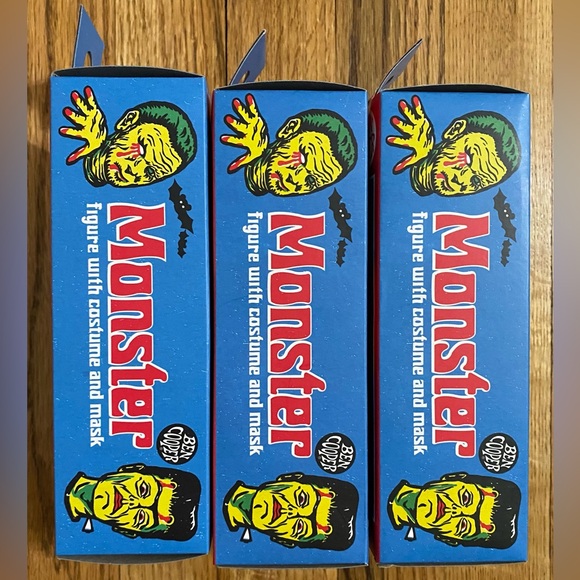 Monster
figure with costume and mask
BEN
COOPER
Monster
figure with costume and mask
BEN
COOPER
Monster
figure with costume and mask
BEN
COOPER